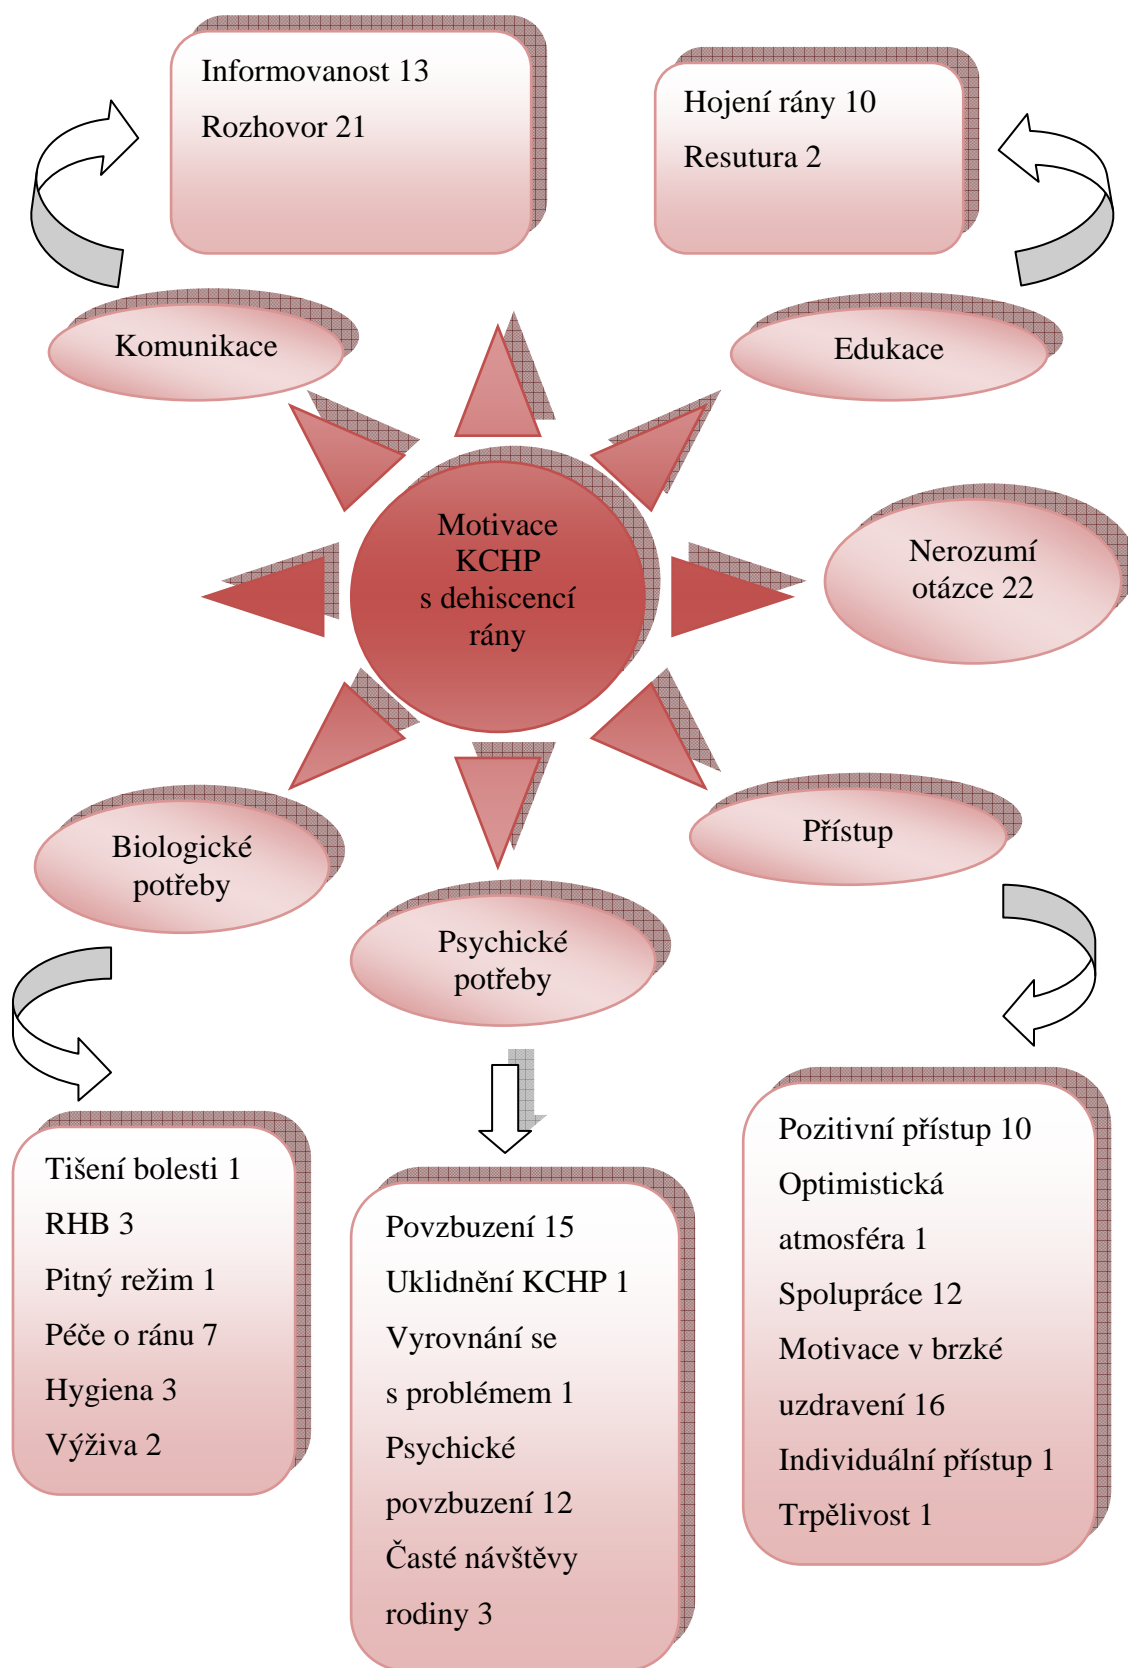 Informovanost 13
Rozhovor 21
Hojení rány 10
Resutura 2
Komunikace
Edukace
Motivace
KCHP
s dehiscencí
rány
Nerozumí
otázce 22
Biologické
potřeby
Psychické
potřeby
Přístup
Tišení bolesti 1
RHB 3
Pitný režim 1
Péče o ránu 7
Hygiena 3
Výživa 2
Povzbuzení 15
Uklidnění KCHP 1
Vyrovnání se
s problémem 1
Psychické
povzbuzení 12
Časté návštěvy
rodiny 3
Pozitivní přístup 10
Optimistická
atmosféra 1
Spolupráce 12
Motivace v brzké
uzdravení 16
Individuální přístup 1
Trpělivost 1